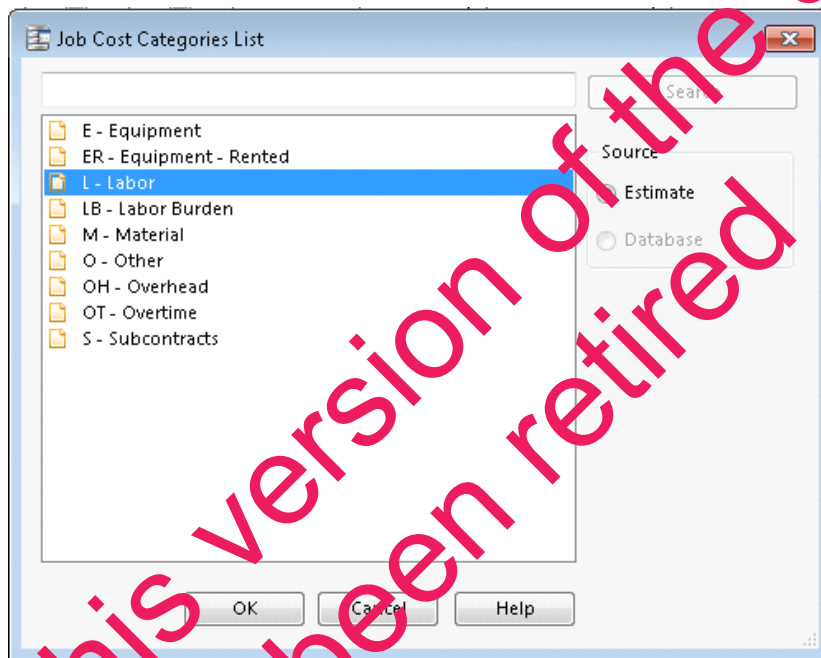 Job Cost Categories List
Search
E - Equipment
ER - Equipment - Rented
L - Labor
LB - Labor Burden
M - Material
O - Other
OH - Overhead
OT - Overtime
S - Subcontracts
Source
Estimate
Database
OK
Cancel
Help
this version of the
been retired